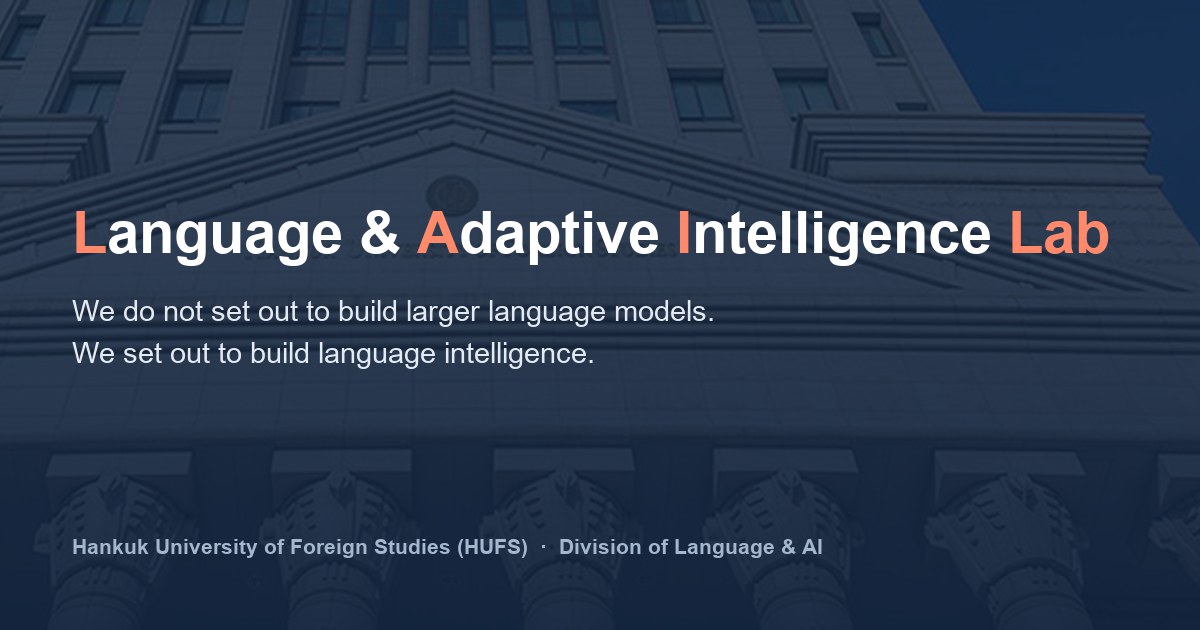 Language & Adaptive Intelligence Lab
We do not set out to build larger language models.
We set out to build language intelligence.
Hankuk University of Foreign Studies (HUFS) · Division of Language & AI